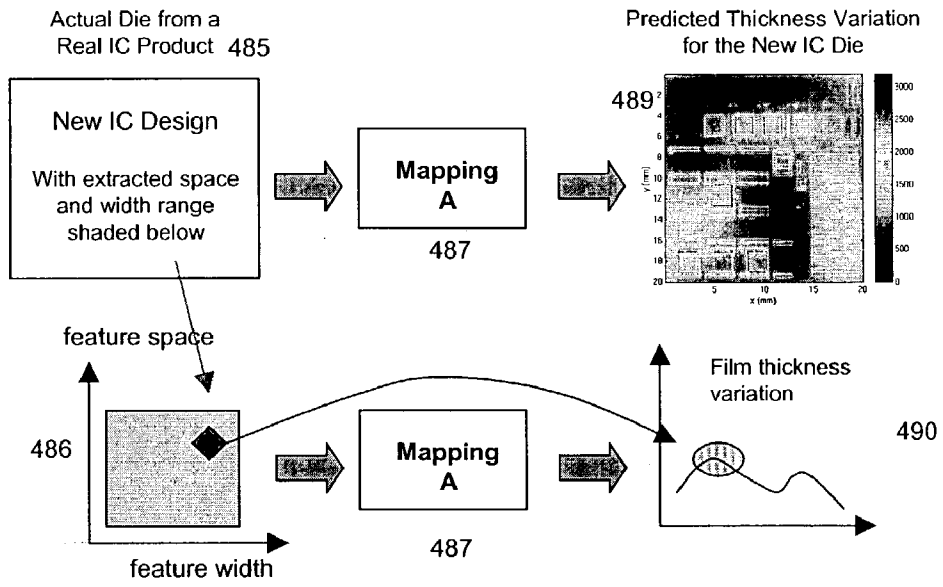 Actual Die from a
Real IC Product 485
New IC Design
With extracted space
and width range
shaded below
Mapping
A
487
Predicted Thickness Variation
for the New IC Die
489
2
4
6
8
10
12
14
16
18
20
y (mm)
5
10
15
20
x (mm)
3000
2500
2000
1500
1000
500
0
feature space
486
feature width
Mapping
A
487
Film thickness
variation
490